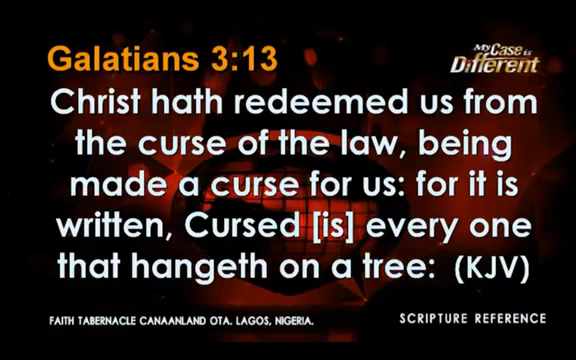 Galatians 3:13
My Case is
Different
Christ hath redeemed us from
the curse of the law, being
made a curse for us: for it is
written, Cursed [is] every one
that hangeth on a tree: (KJV)
FAITH TABERNACLE CANAANLAND OTA. LAGOS, NIGERIA.
SCRIPTURE REFERENCE